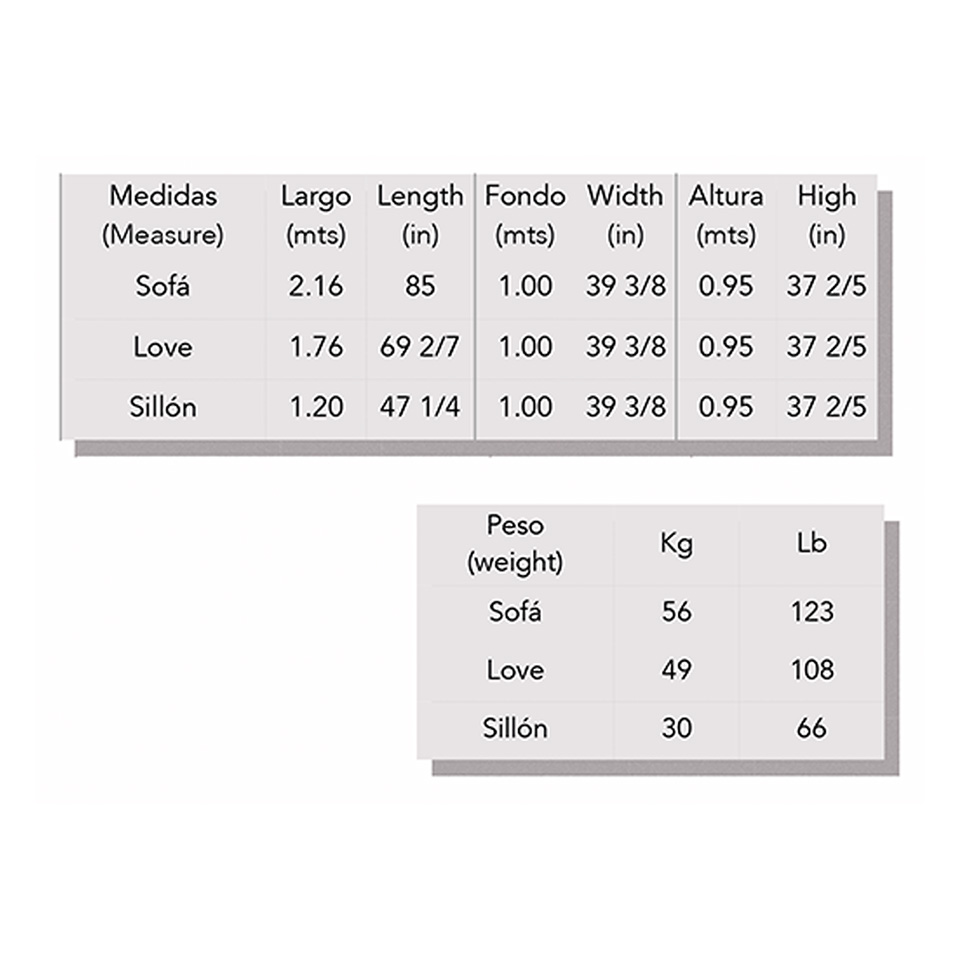 Medidas Largo Length Fondo Width Altura High
(Measure) (mts) (in) (mts) (in) (mts) (in)
Sofá 2.16 85 1.00 39 3/8 0.95 37 2/5
Love 1.76 69 2/7 1.00 39 3/8 0.95 37 2/5
Sillón 1.20 47 1/4 1.00 39 3/8 0.95 37 2/5
Peso Kg Lb
(weight)
Sofá 56 123
Love 49 108
Sillón 30 66